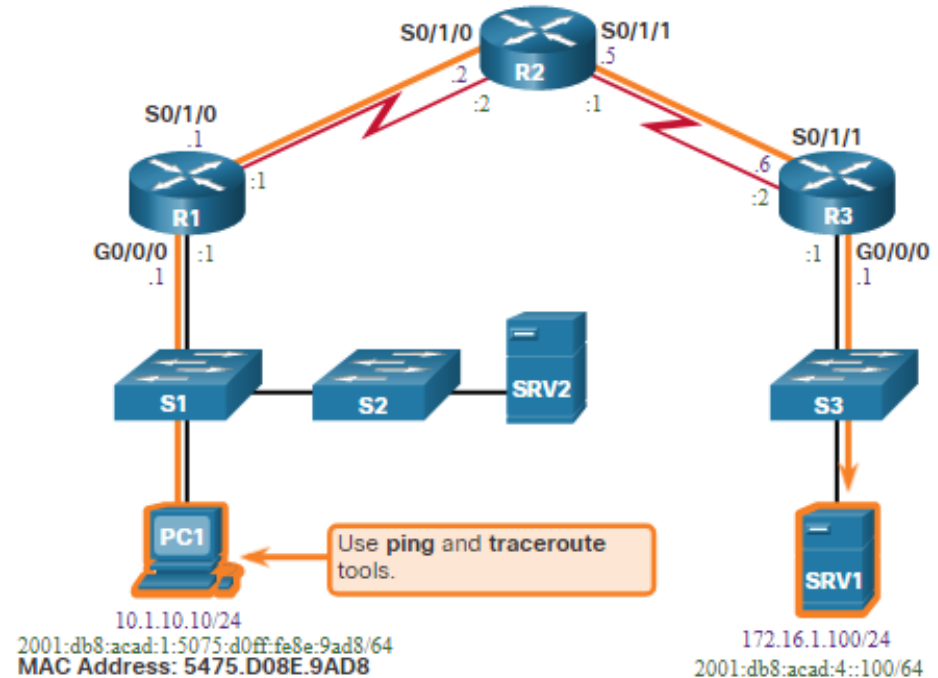 S0/1/0
S0/1/1
.5
R2
.2
:2
:1
S0/1/0
.1
S0/1/1
.6
:1
:2
R1
R3
G0/0/0
:1
:1
G0/0/0
.1
.1
SRV2
S1
S2
S3
PC1
Use ping and traceroute
tools.
SRV1
10.1.10.10/24
172.16.1.100/24
2001:db8:acad:1:5075:d0ff:fe8e:9ad8/64
MAC Address: 5475.D08E.9AD8
2001:db8:acad:4::100/64